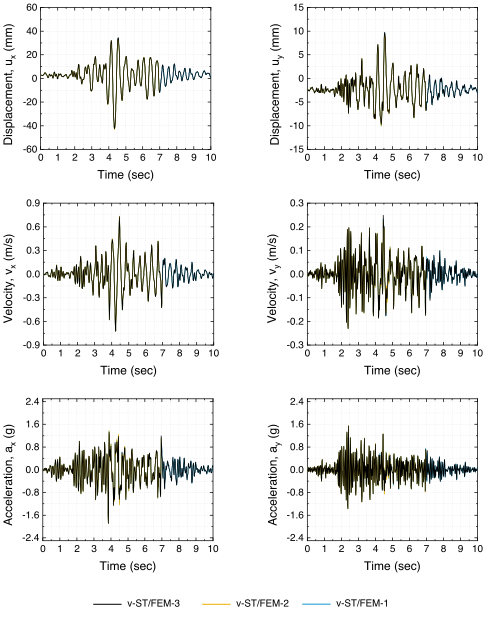 60
40
20
0
-20
-40
-60
Displacement, u_x (mm)
0 1 2 3 4 5 6 7 8 9 10
Time (sec)
15
10
5
0
-5
-10
-15
Displacement, u_y (mm)
0 1 2 3 4 5 6 7 8 9 10
Time (sec)
0.9
0.6
0.3
0.0
-0.3
-0.6
-0.9
Velocity, v_x (m/s)
0 1 2 3 4 5 6 7 8 9 10
Time (sec)
0.3
0.2
0.1
0.0
-0.1
-0.2
-0.3
Velocity, v_y (m/s)
0 1 2 3 4 5 6 7 8 9 10
Time (sec)
2.4
1.6
0.8
0.0
-0.8
-1.6
-2.4
Acceleration, a_x (g)
0 1 2 3 4 5 6 7 8 9 10
Time (sec)
2.4
1.6
0.8
0.0
-0.8
-1.6
-2.4
Acceleration, a_y (g)
0 1 2 3 4 5 6 7 8 9 10
Time (sec)
v-ST/FEM-3 v-ST/FEM-2 v-ST/FEM-1